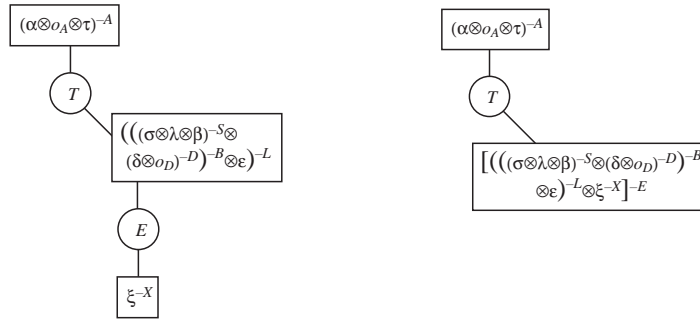 (α⊗o_A⊗τ)^–A
T
(((σ⊗λ⊗β)^–S⊗
(δ⊗o_D)^–D)^–B⊗ε)^–L
E
ξ^–X
(α⊗o_A⊗τ)^–A
T
[(((σ⊗λ⊗β)^–S⊗(δ⊗o_D)^–D)^–B
⊗ε)^–L⊗ξ^–X]^–E